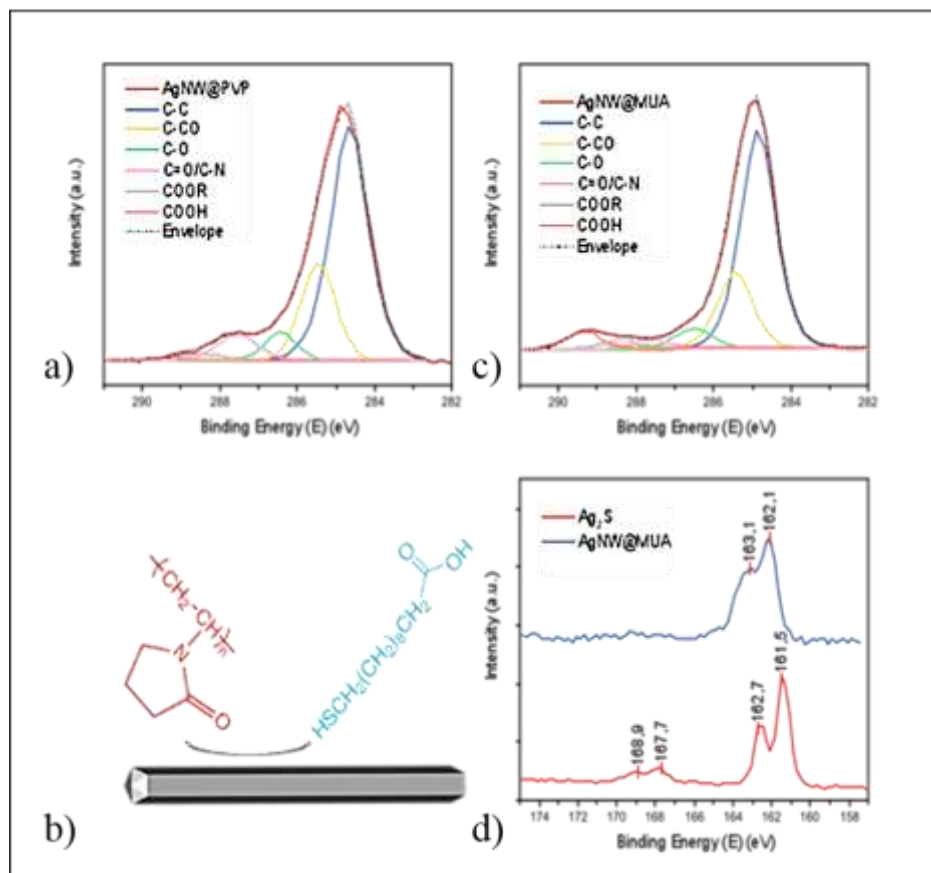 AgNW@PVP
C-C
C-CO
C-O
C=O/C-N
COOR
COOH
Envelope
Intensity (a.u.)
a)
290 288 286 284 282
Binding Energy (E) (eV)
AgNW@MUA
C-C
C-CO
C-O
C=O/C-N
COOR
COOH
Envelope
Intensity (a.u.)
c)
290 288 286 284 282
Binding Energy (E) (eV)
CH₂-CH
n
N
O
HSCH₂(CH₂)₈CH₂
O
OH
b)
Ag₂S
AgNW@MUA
163,1
162,1
168,9
167,7
162,7
161,5
Intensity (a.u.)
d)
174 172 170 168 166 164 162 160 158
Binding Energy (E) (eV)